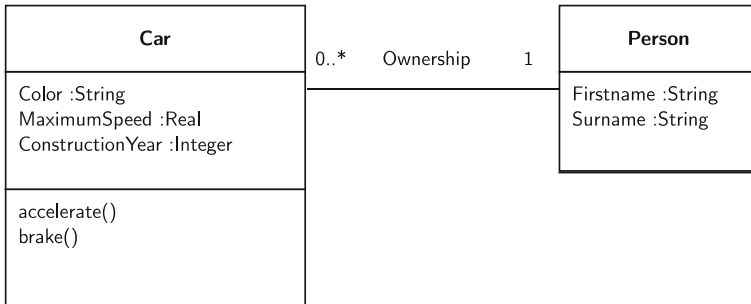 Car
Color :String
MaximumSpeed :Real
ConstructionYear :Integer
accelerate()
brake()
0..* Ownership 1
Person
Firstname :String
Surname :String